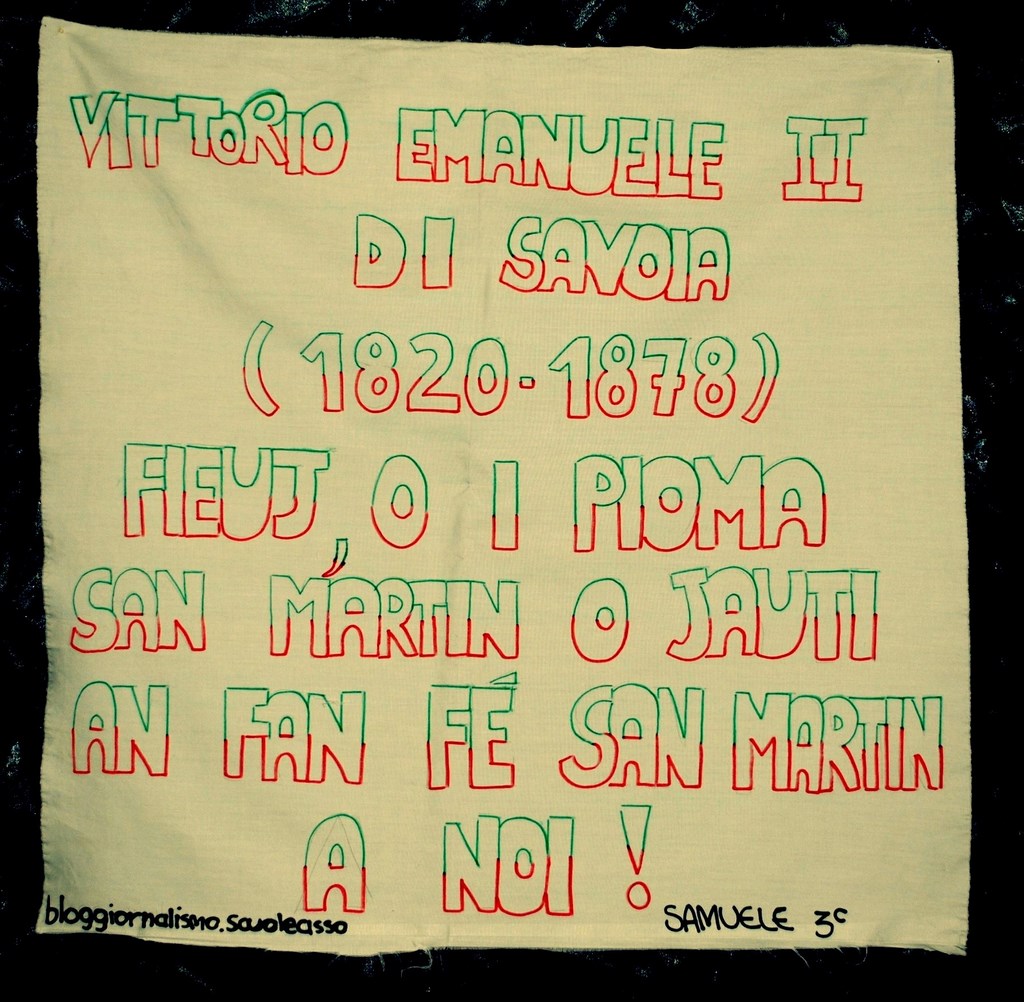 VITTORIO EMANUELE II
DI SAVOIA
(1820-1878)
FIEUJ, O I PIOMA
SAN MARTIN O JAUTI
AN FAN FÉ SAN MARTIN
A NOI!
bloggiornalismo.savoleasso
SAMUELE 3C